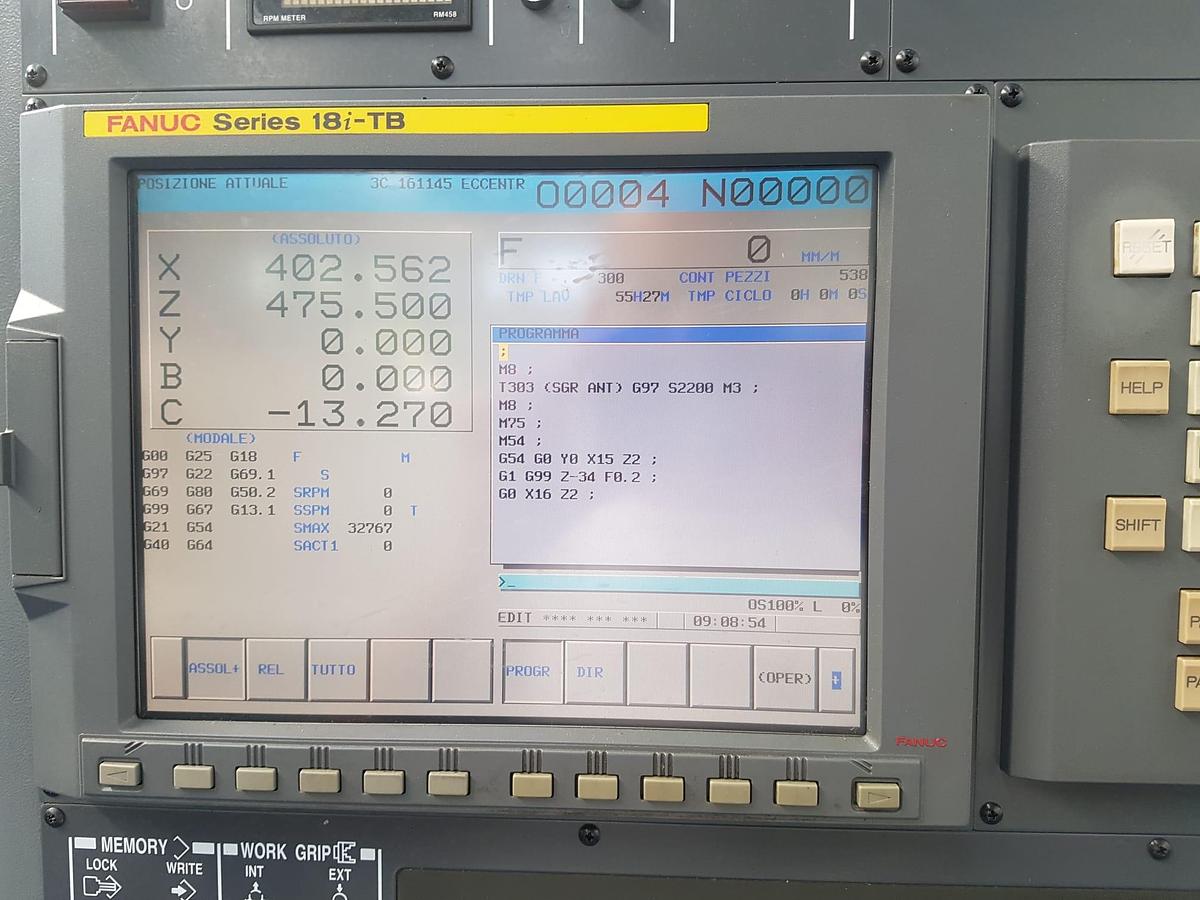 RPM METER RM458
FANUC Series 18i-TB
POSIZIONE ATTUALE 3C 161145 ECCENTR O0004 N00000
(ASSOLUTO)
X 402.562
Z 475.500
Y 0.000
B 0.000
C -13.270
(MODALE)
G00 G25 G18 F M
G97 G22 G69.1 S
G69 G80 G50.2 SRPM 0
G99 G67 G13.1 SSPM 0 T
G21 G54 SMAX 32767
G40 G64 SACT1 0
F 0 MM/M
DRN F 300 CONT PEZZI 538
TMP LAV 55H27M TMP CICLO 0H 0M 0S
PROGRAMMA
;
M8 ;
T303 (SGR ANT) G97 S2200 M3 ;
M8 ;
M75 ;
M54 ;
G54 G0 Y0 X15 Z2 ;
G1 G99 Z-34 F0.2 ;
G0 X16 Z2 ;
>_
OS100% L 0%
EDIT **** *** *** 09:08:54
ASSOL+ REL TUTTO PROGR DIR (OPER) +
FANUC
RESET
HELP
SHIFT
MEMORY
LOCK WRITE
WORK GRIP
INT EXT